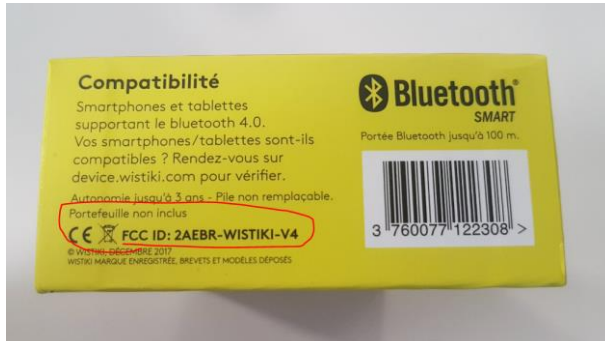 Compatibilité
Smartphones et tablettes
supportant le bluetooth 4.0.
Vos smartphones/tablettes sont-ils
compatibles ? Rendez-vous sur
device.wistiki.com pour vérifier.
Autonomie jusqu'à 3 ans - Pile non remplaçable.
Portefeuille non inclus
CE FCC ID: 2AEBR-WISTIKI-V4
© WISTIKI, DÉCEMBRE 2017
WISTIKI MARQUE ENREGISTRÉE, BREVETS ET MODÈLES DÉPOSÉS
Bluetooth®
SMART
Portée Bluetooth jusqu'à 100 m.
3 760077 122308 >